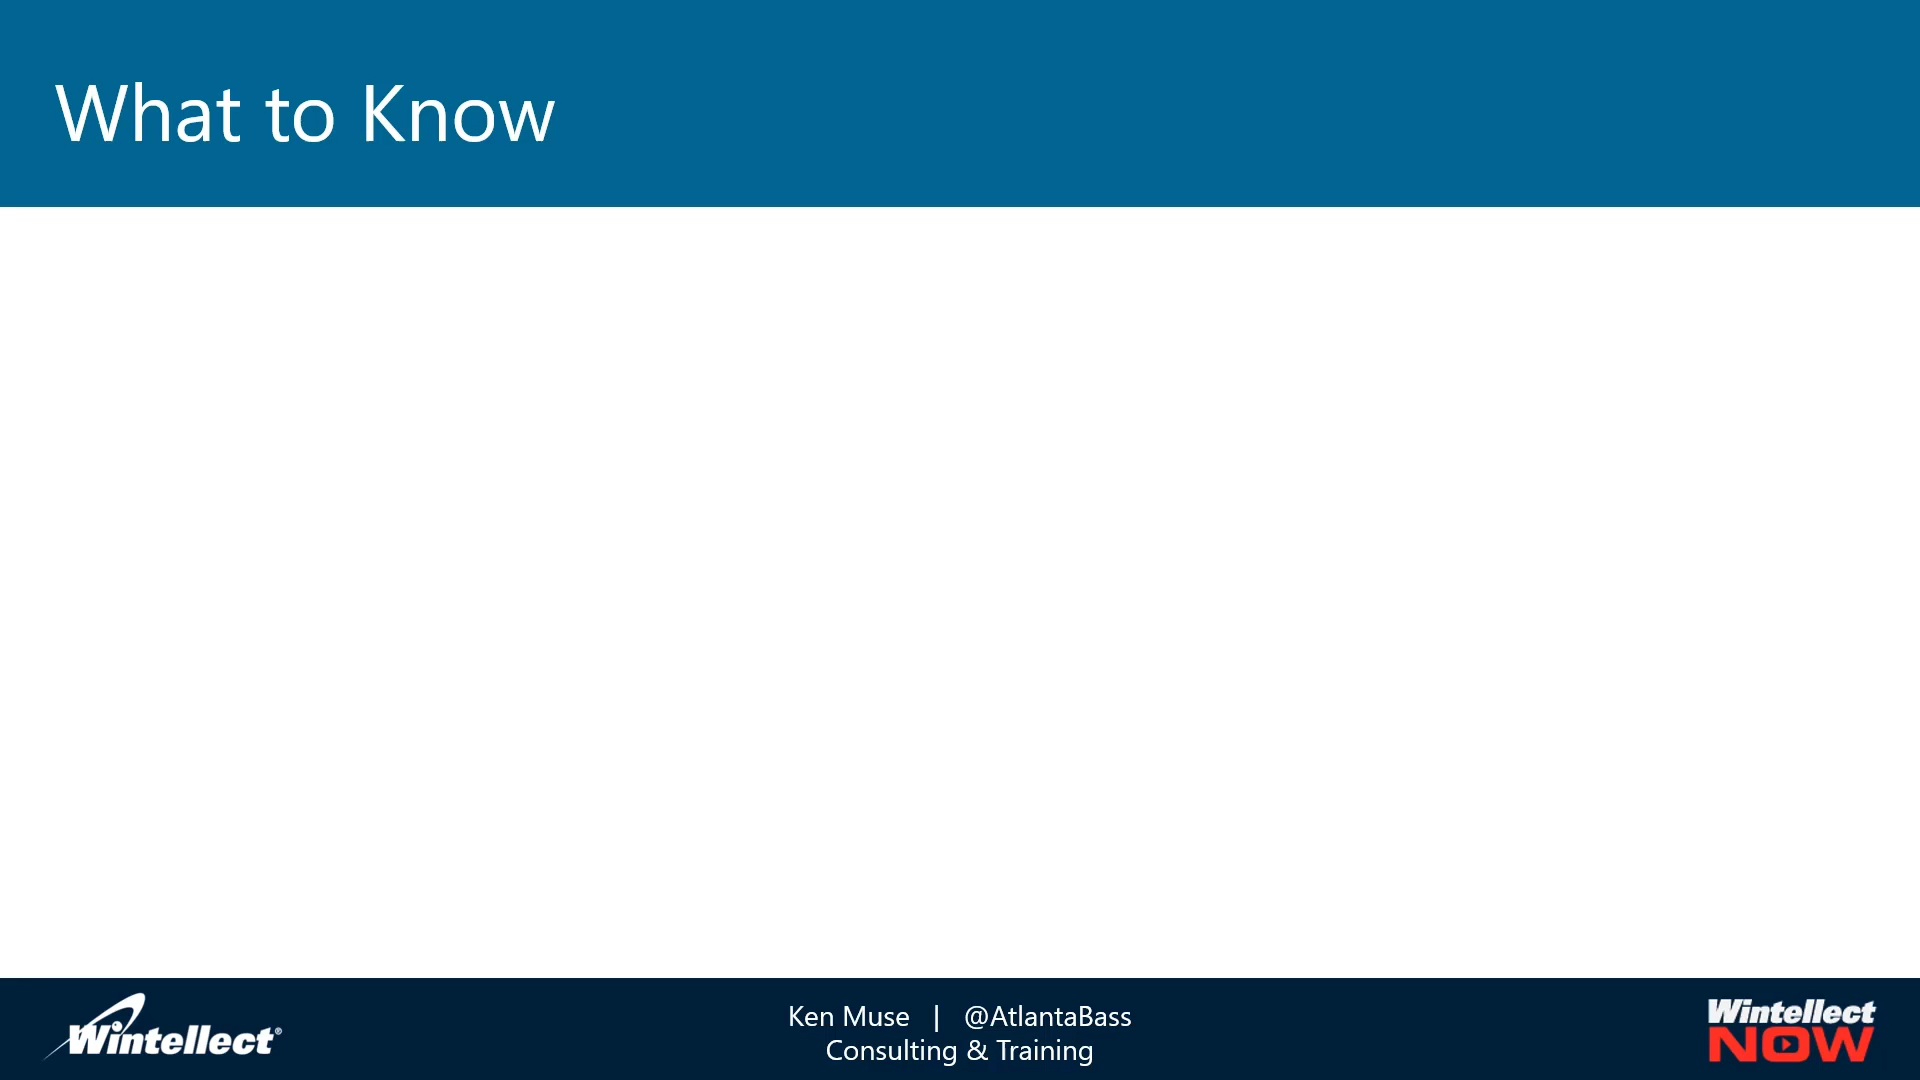 What to Know
Wintellect®
Ken Muse | @AtlantaBass
Consulting & Training
Wintellect
NOW